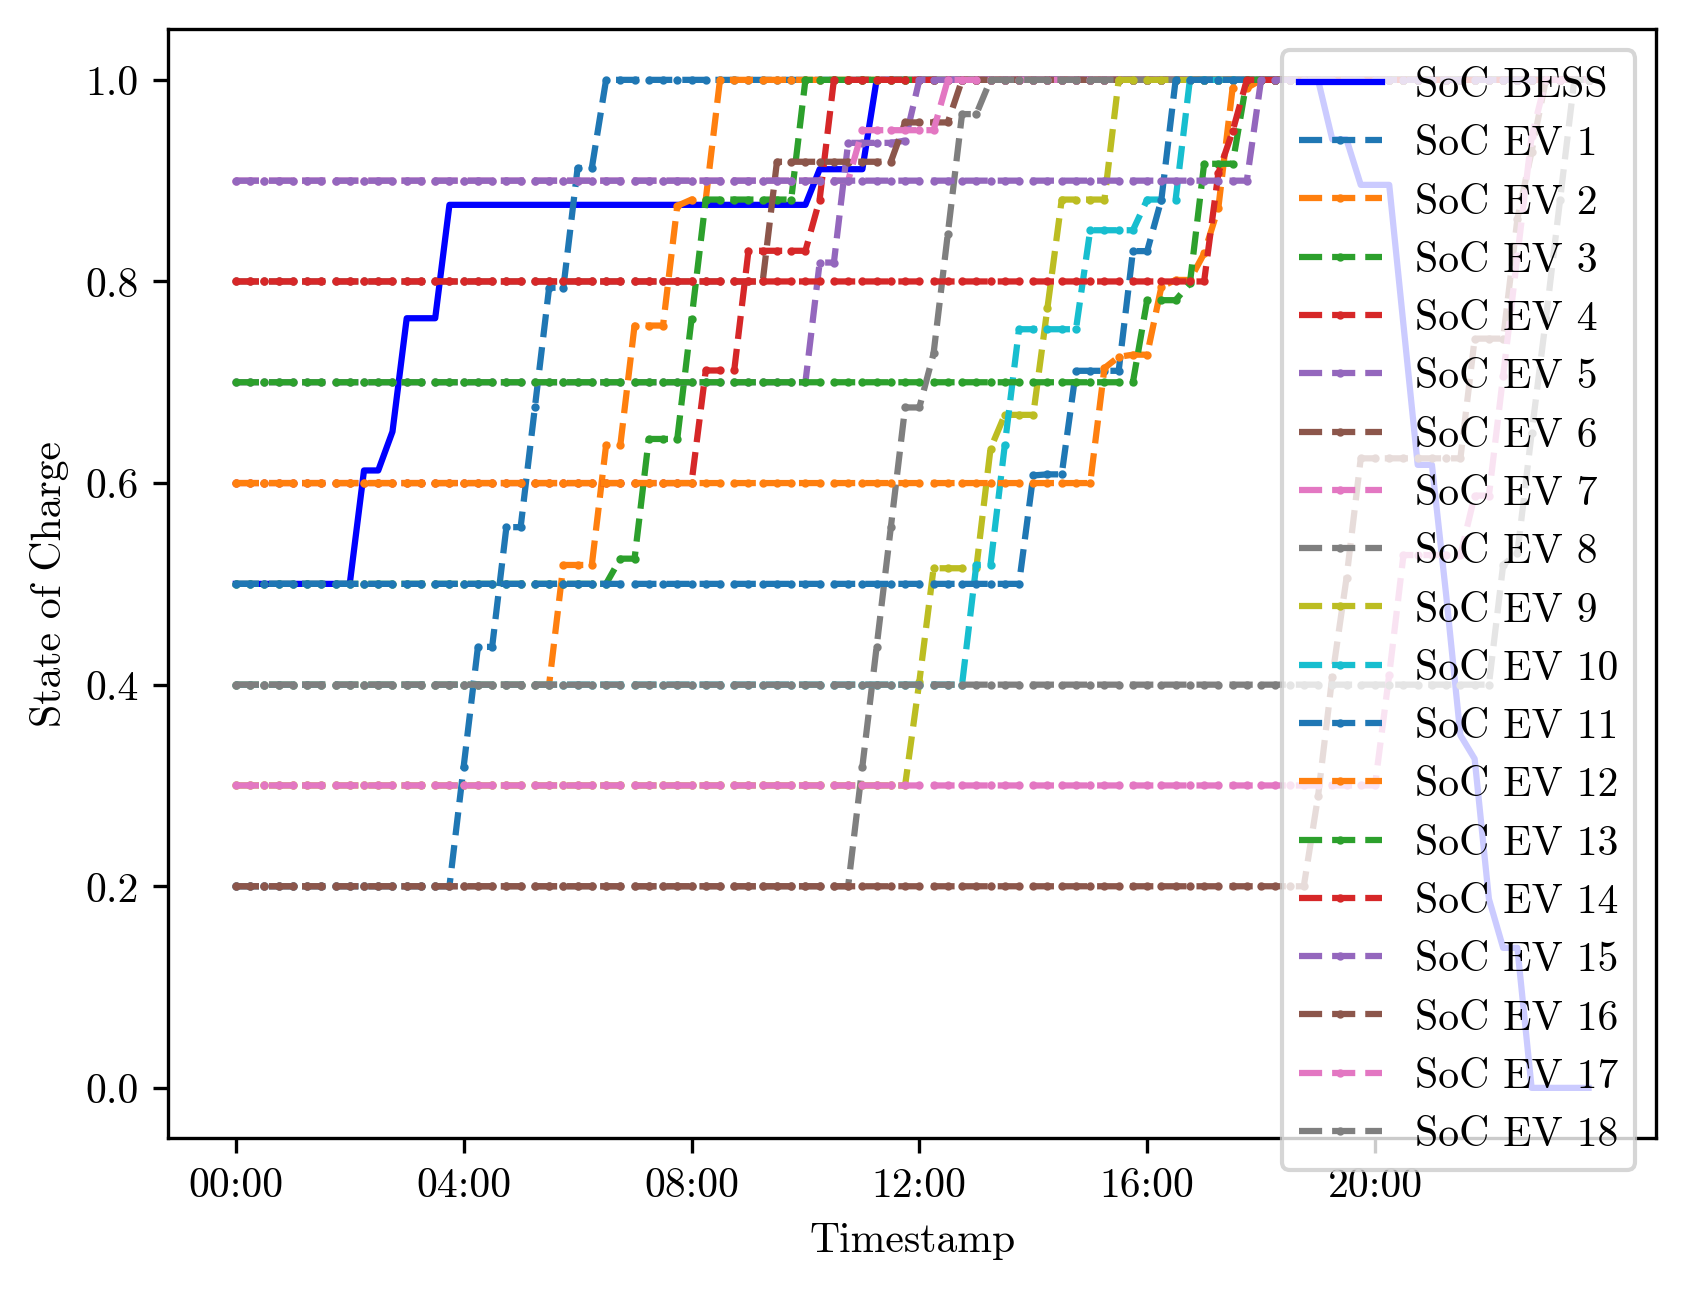 1.0
0.8
0.6
0.4
0.2
0.0
State of Charge
00:00 04:00 08:00 12:00 16:00 20:00
Timestamp
SoC BESS
SoC EV 1
SoC EV 2
SoC EV 3
SoC EV 4
SoC EV 5
SoC EV 6
SoC EV 7
SoC EV 8
SoC EV 9
SoC EV 10
SoC EV 11
SoC EV 12
SoC EV 13
SoC EV 14
SoC EV 15
SoC EV 16
SoC EV 17
SoC EV 18